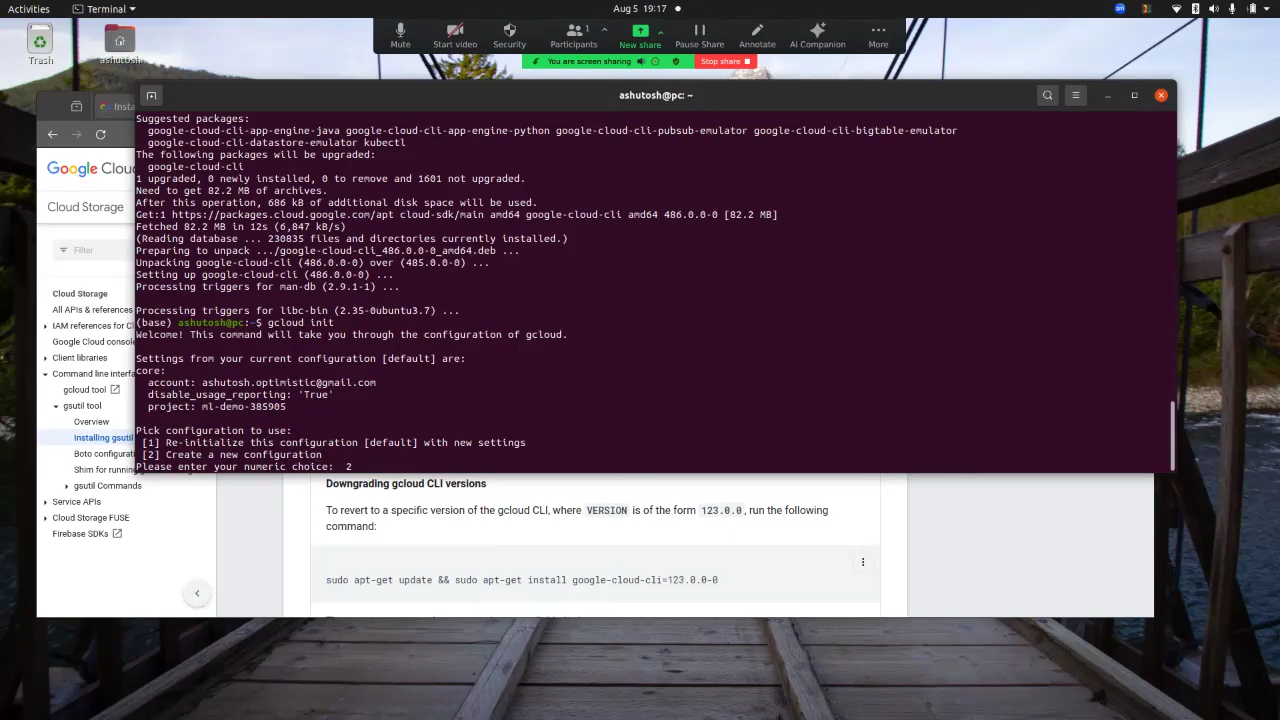 Activities
Terminal
Aug 5 19:17
Mute
Start video
Security
Participants
1
New share
Pause Share
Annotate
AI Companion
More
You are screen sharing
Stop share
Trash
ashutosh
ashutosh@pc: ~
Suggested packages:
google-cloud-cli-app-engine-java google-cloud-cli-app-engine-python google-cloud-cli-pubsub-emulator google-cloud-cli-bigtable-emulator
google-cloud-cli-datastore-emulator kubectl
The following packages will be upgraded:
google-cloud-cli
1 upgraded, 0 newly installed, 0 to remove and 1601 not upgraded.
Need to get 82.2 MB of archives.
After this operation, 686 kB of additional disk space will be used.
Get:1 https://packages.cloud.google.com/apt cloud-sdk/main amd64 google-cloud-cli amd64 486.0.0-0 [82.2 MB]
Fetched 82.2 MB in 12s (6,847 kB/s)
(Reading database ... 230835 files and directories currently installed.)
Preparing to unpack .../google-cloud-cli_486.0.0-0_amd64.deb ...
Unpacking google-cloud-cli (486.0.0-0) over (485.0.0-0) ...
Setting up google-cloud-cli (486.0.0-0) ...
Processing triggers for man-db (2.9.1-1) ...
Processing triggers for libc-bin (2.35-0ubuntu3.7) ...
(base) ashutosh@pc:~$ gcloud init
Welcome! This command will take you through the configuration of gcloud.
Settings from your current configuration [default] are:
core:
account: ashutosh.optimistic@gmail.com
disable_usage_reporting: 'True'
project: ml-demo-385905
Pick configuration to use:
[1] Re-initialize this configuration [default] with new settings
[2] Create a new configuration
Please enter your numeric choice: 2
Insta
Google Clou
Cloud Storage
Filter
Cloud Storage
All APIs & references
IAM references for C
Google Cloud consol
Client libraries
Command line interfa
gcloud tool
gsutil tool
Overview
Installing gsutil
Boto configurati
Shim for running
gsutil Commands
Service APIs
Cloud Storage FUSE
Firebase SDKs
Downgrading gcloud CLI versions
To revert to a specific version of the gcloud CLI, where VERSION is of the form 123.0.0, run the following
command:
sudo apt-get update && sudo apt-get install google-cloud-cli=123.0.0-0